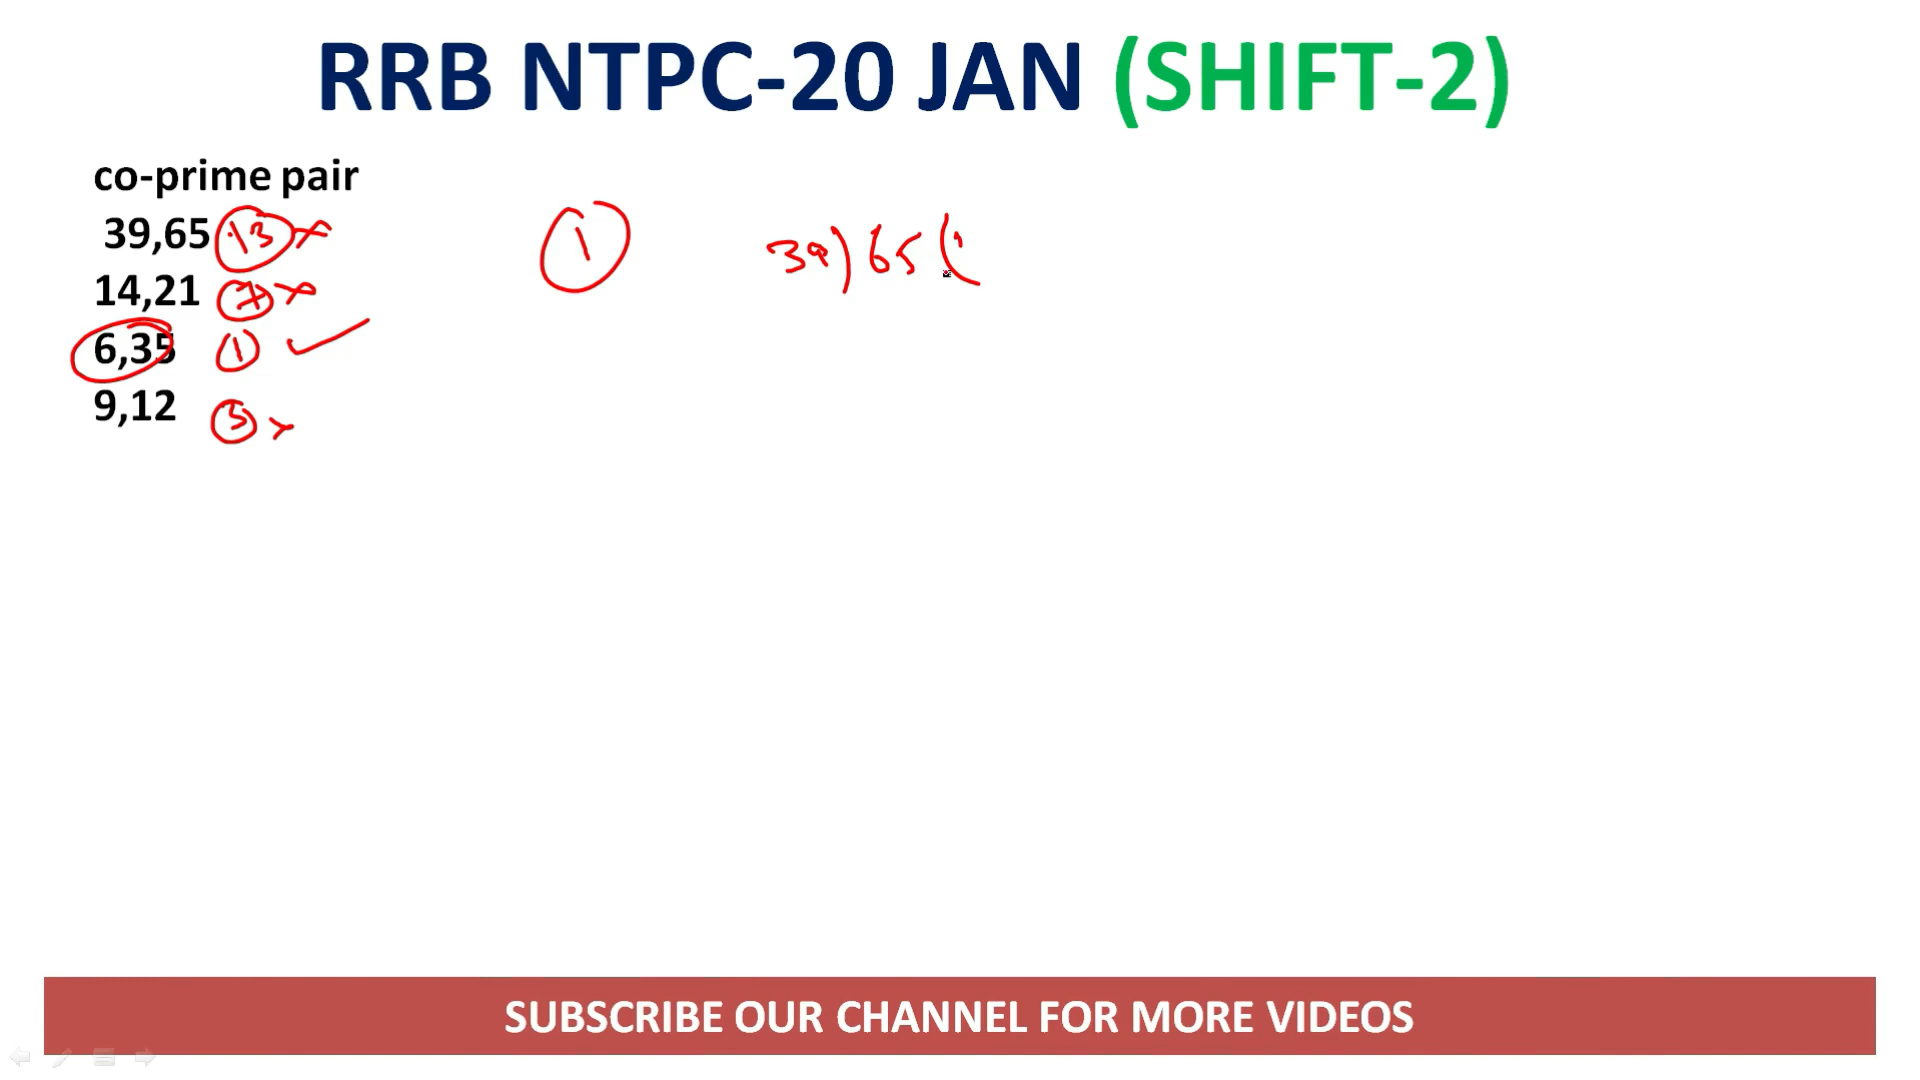 RRB NTPC-20 JAN (SHIFT-2)
co-prime pair
39,65 13 ×
14,21 7 ×
6,35 1 ✓
9,12 3 ×
1
39)65(1
SUBSCRIBE OUR CHANNEL FOR MORE VIDEOS